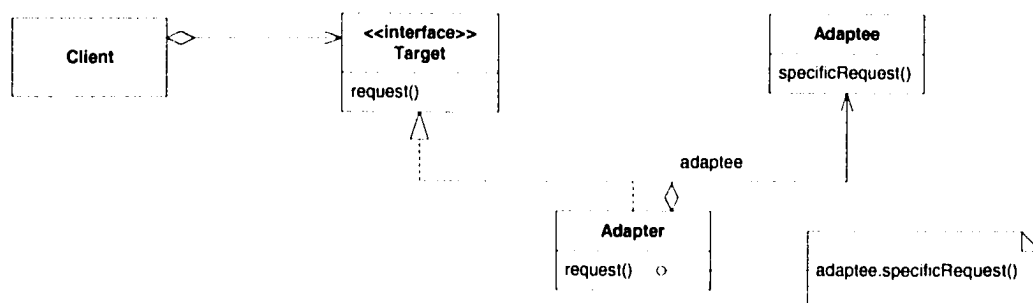 Client
<<interface>>
Target
request()
Adaptee
specificRequest()
adaptee
Adapter
request()
adaptee.specificRequest()